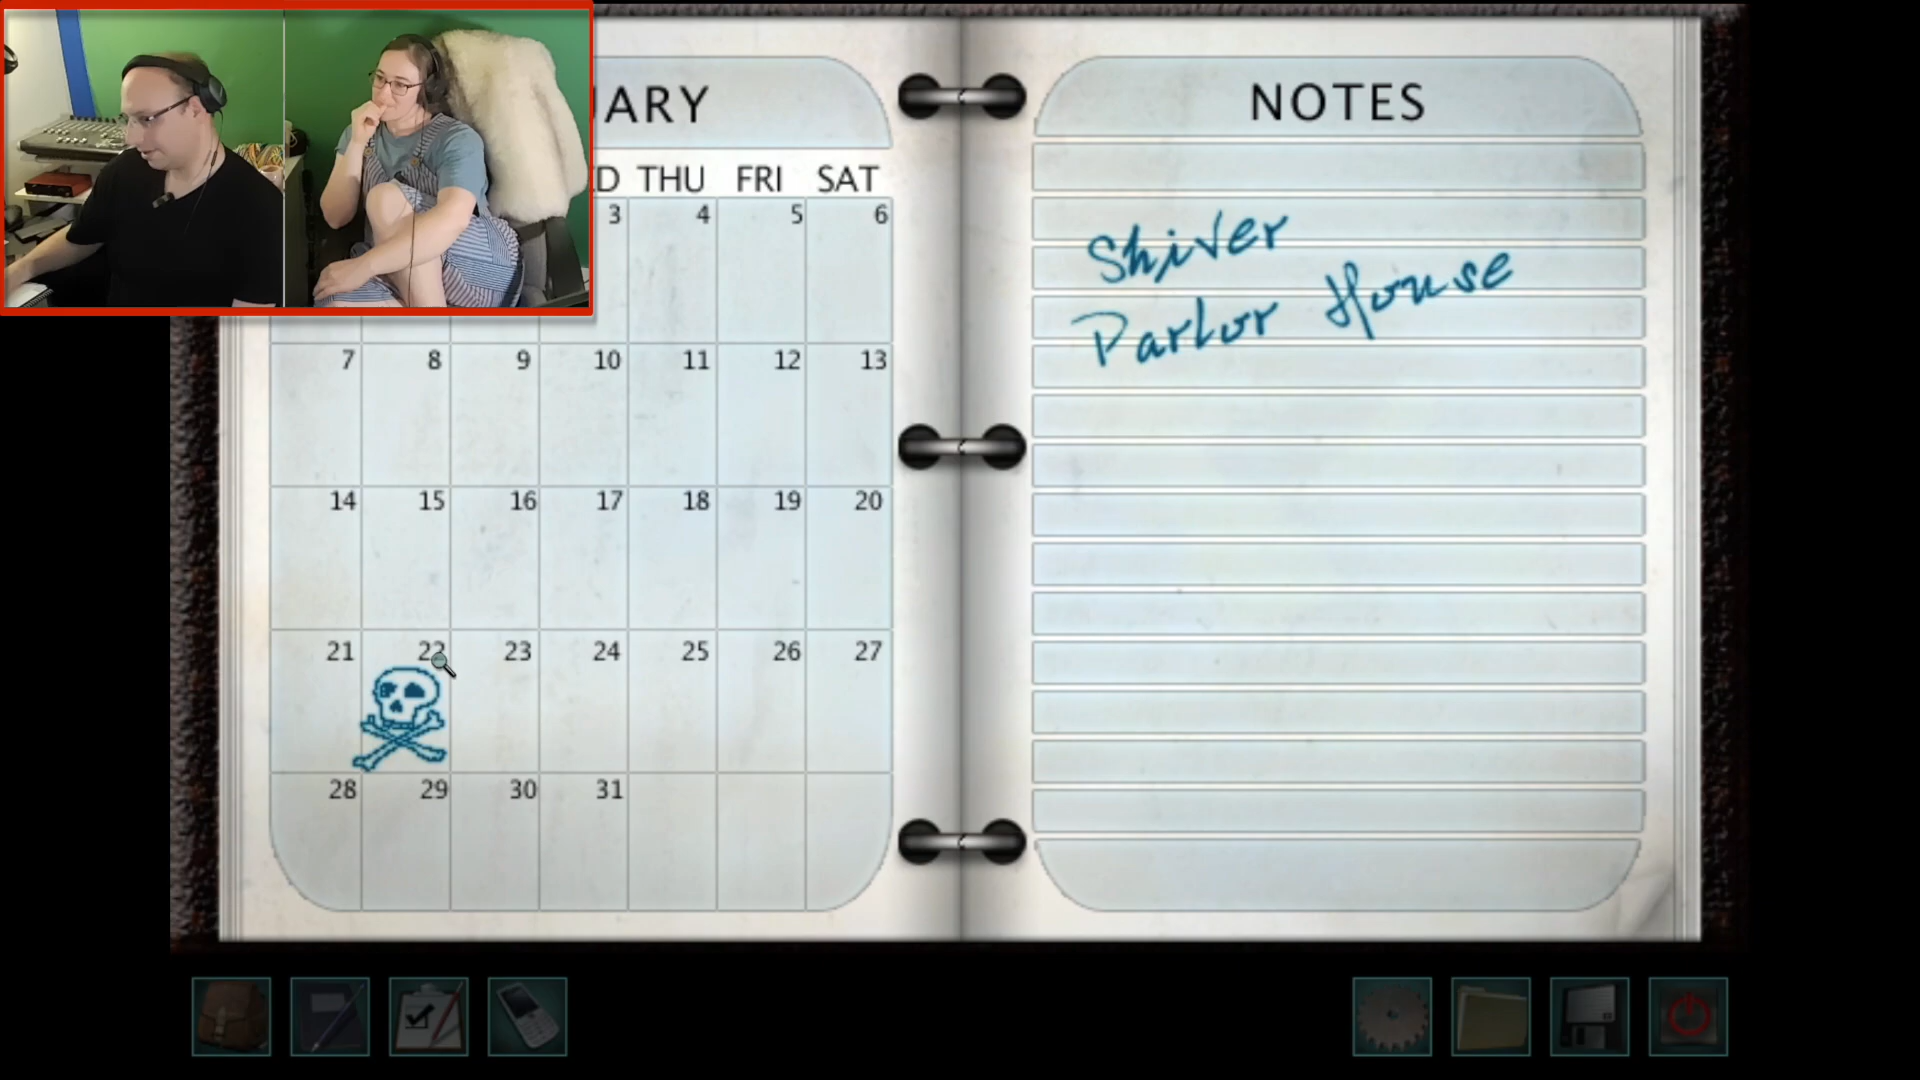 UARY
D THU FRI SAT
3 4 5 6
7 8 9 10 11 12 13
14 15 16 17 18 19 20
21 22 23 24 25 26 27
28 29 30 31
NOTES
Shiver
Parlor House